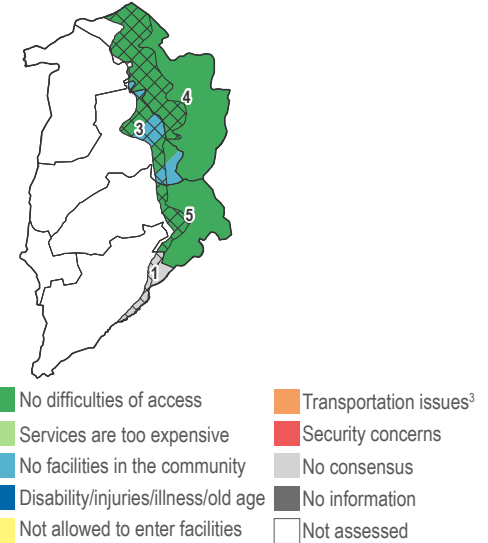 4
3
5
1
No difficulties of access
Services are too expensive
No facilities in the community
Disability/injuries/illness/old age
Not allowed to enter facilities
Transportation issues³
Security concerns
No consensus
No information
Not assessed